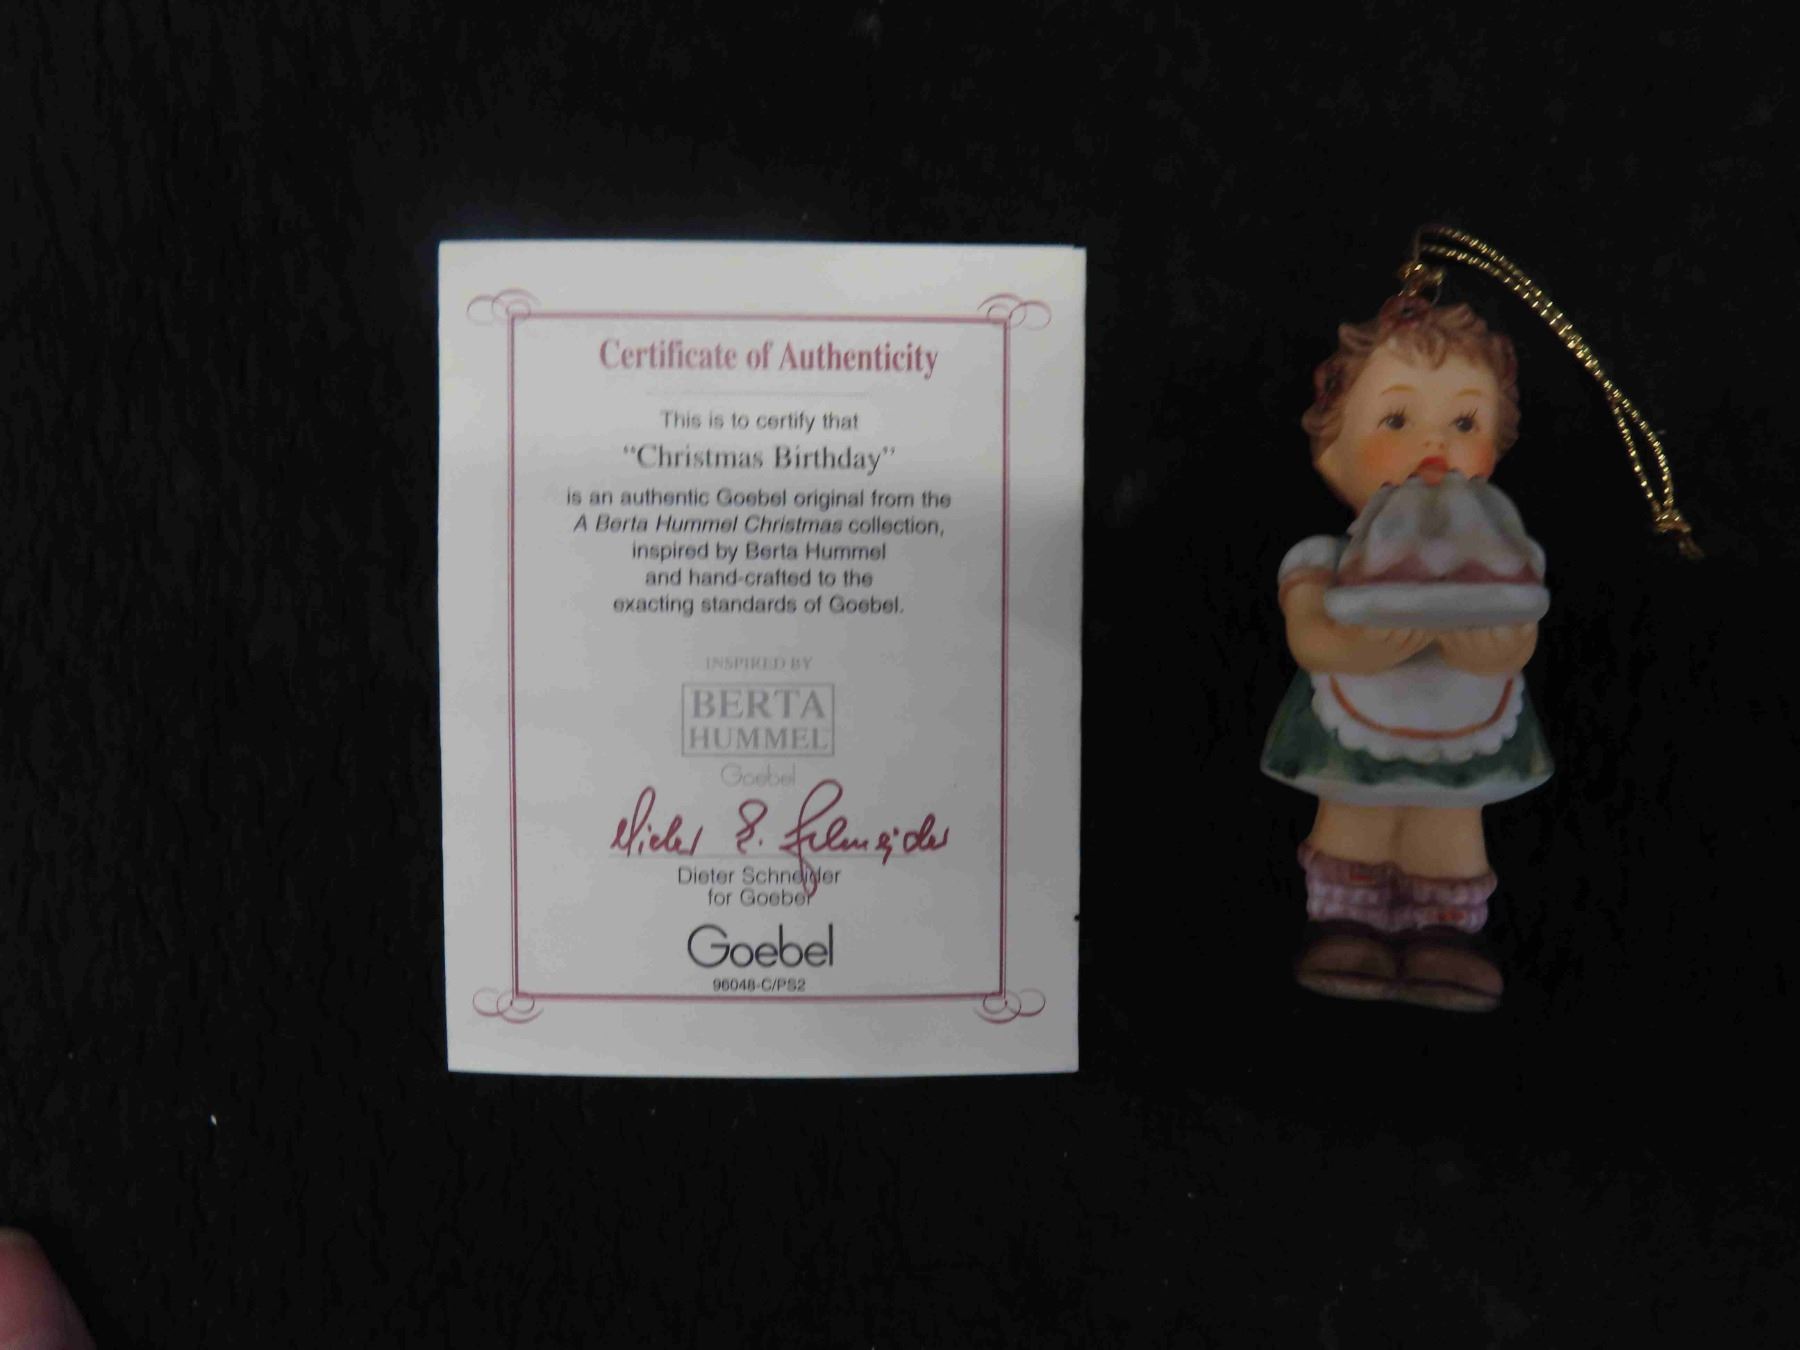 Certificate of Authenticity
This is to certify that
"Christmas Birthday"
is an authentic Goebel original from the
A Berta Hummel Christmas collection,
inspired by Berta Hummel
and hand-crafted to the
exacting standards of Goebel.
INSPIRED BY
BERTA
HUMMEL
Goebel
Dieter E. Schneider
Dieter Schneider
for Goebel
Goebel
96048-C/PS2